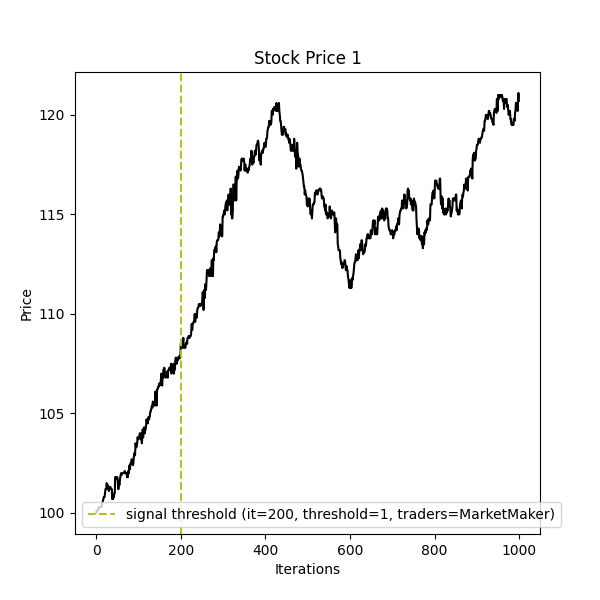 Stock Price 1
120
115
110
105
100
Price
signal threshold (it=200, threshold=1, traders=MarketMaker)
0
200
400
600
800
1000
Iterations